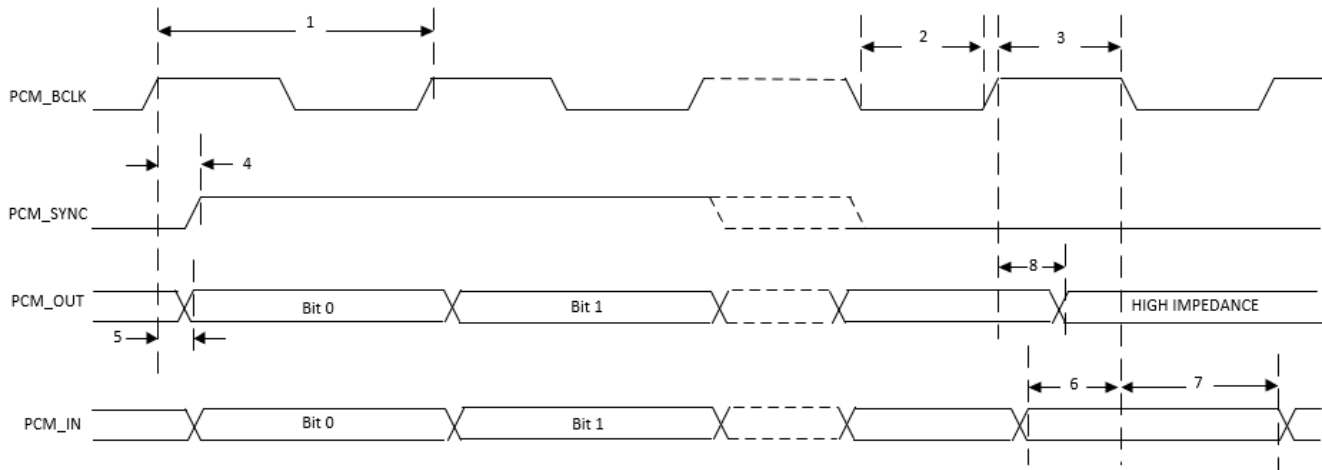 1
2
3
PCM_BCLK
4
PCM_SYNC
8
PCM_OUT
Bit 0
Bit 1
HIGH IMPEDANCE
5
6
7
PCM_IN
Bit 0
Bit 1